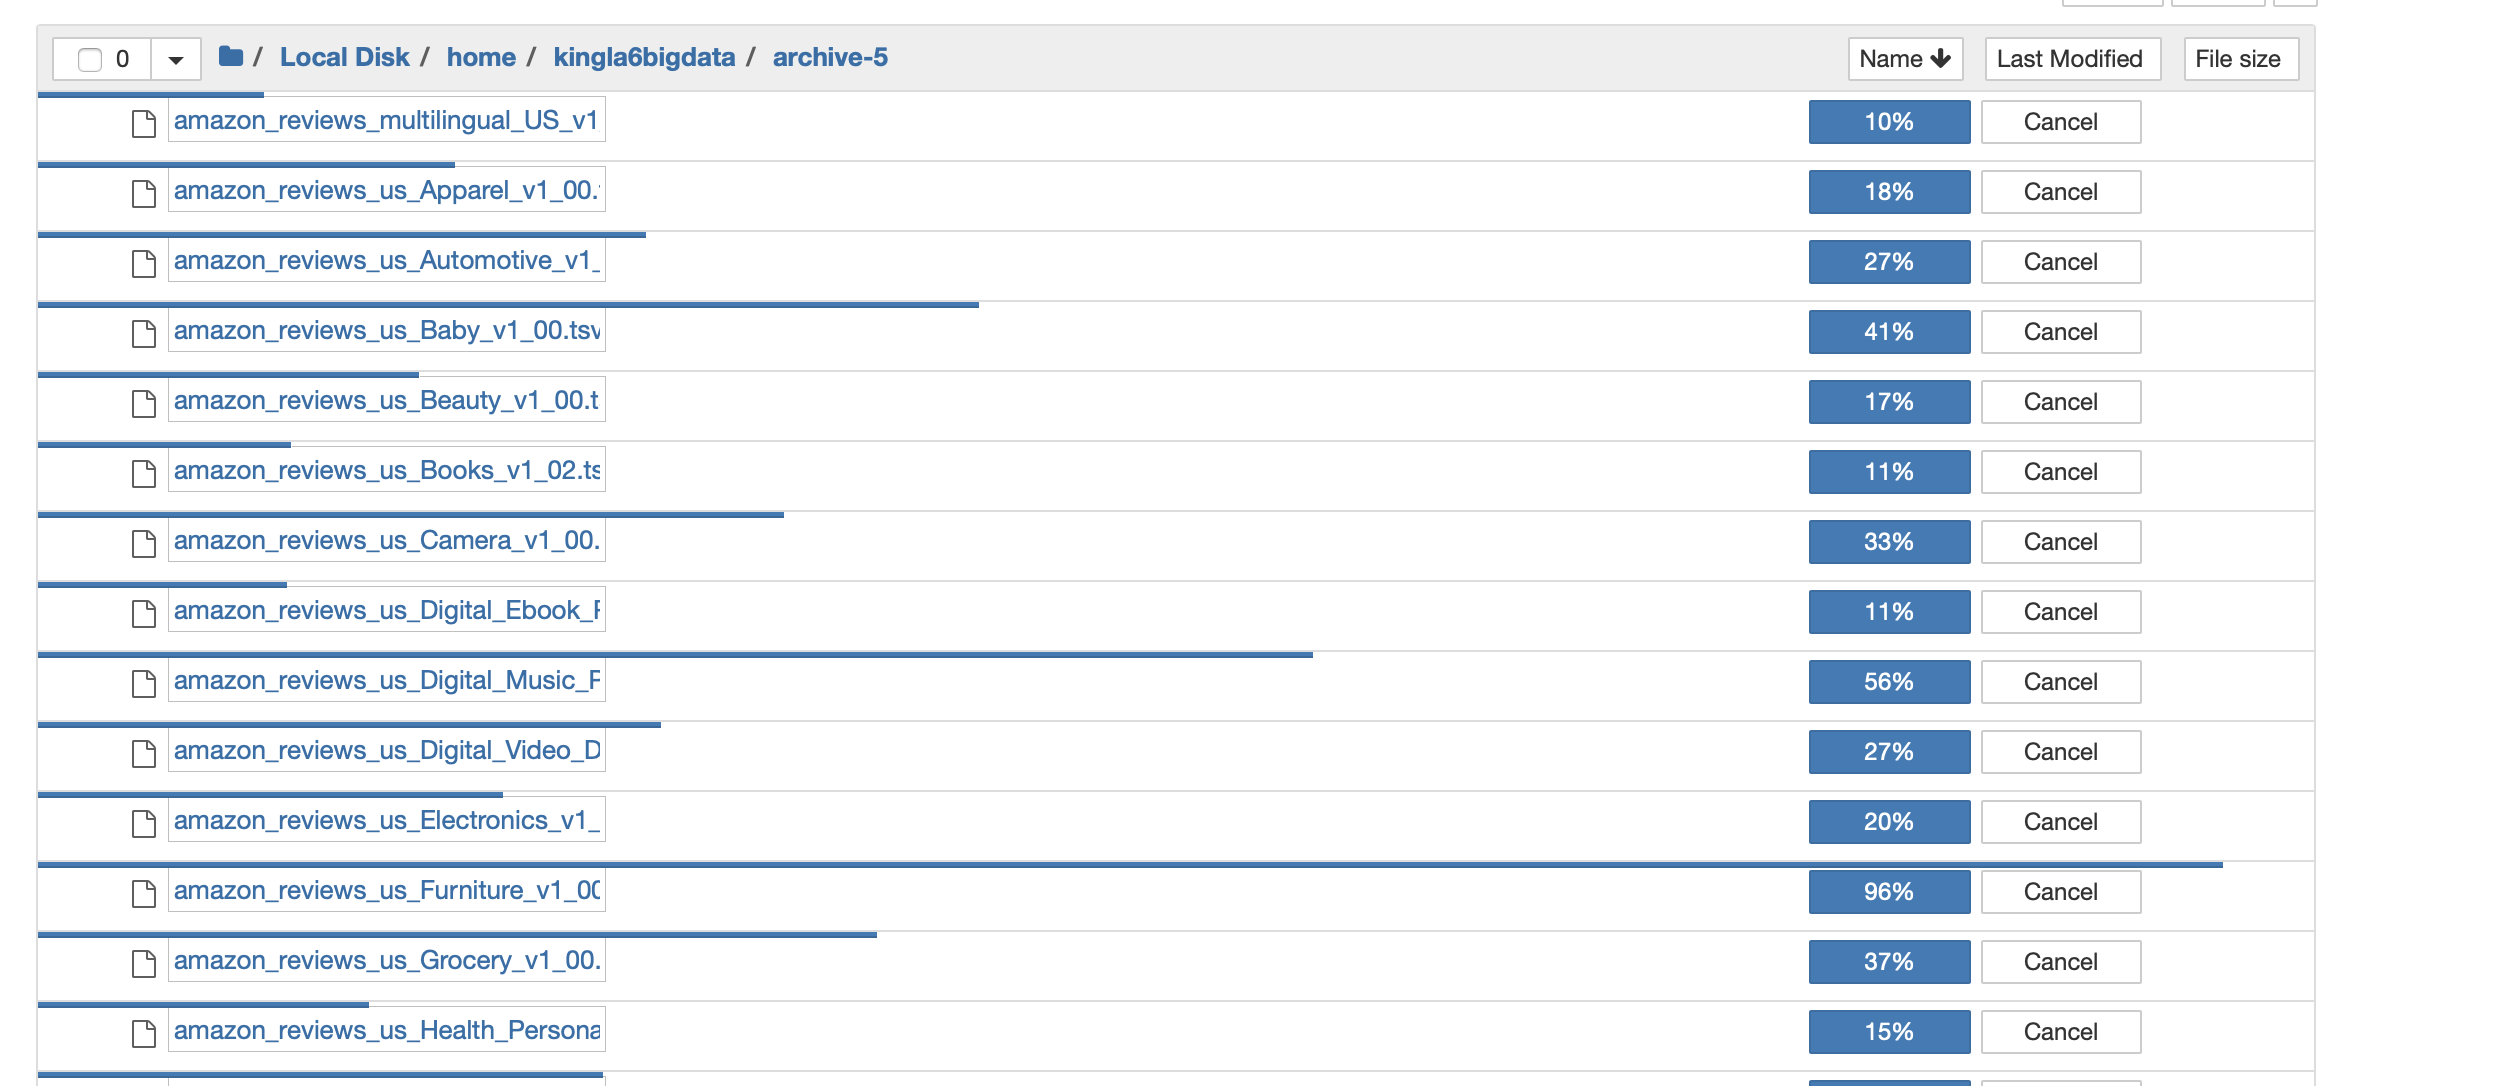 0 / Local Disk / home / kingla6bigdata / archive-5 Name Last Modified File size
amazon_reviews_multilingual_US_v1 10% Cancel
amazon_reviews_us_Apparel_v1_00. 18% Cancel
amazon_reviews_us_Automotive_v1_ 27% Cancel
amazon_reviews_us_Baby_v1_00.tsv 41% Cancel
amazon_reviews_us_Beauty_v1_00.t 17% Cancel
amazon_reviews_us_Books_v1_02.ts 11% Cancel
amazon_reviews_us_Camera_v1_00. 33% Cancel
amazon_reviews_us_Digital_Ebook_P 11% Cancel
amazon_reviews_us_Digital_Music_P 56% Cancel
amazon_reviews_us_Digital_Video_D 27% Cancel
amazon_reviews_us_Electronics_v1_ 20% Cancel
amazon_reviews_us_Furniture_v1_00 96% Cancel
amazon_reviews_us_Grocery_v1_00. 37% Cancel
amazon_reviews_us_Health_Persona 15% Cancel